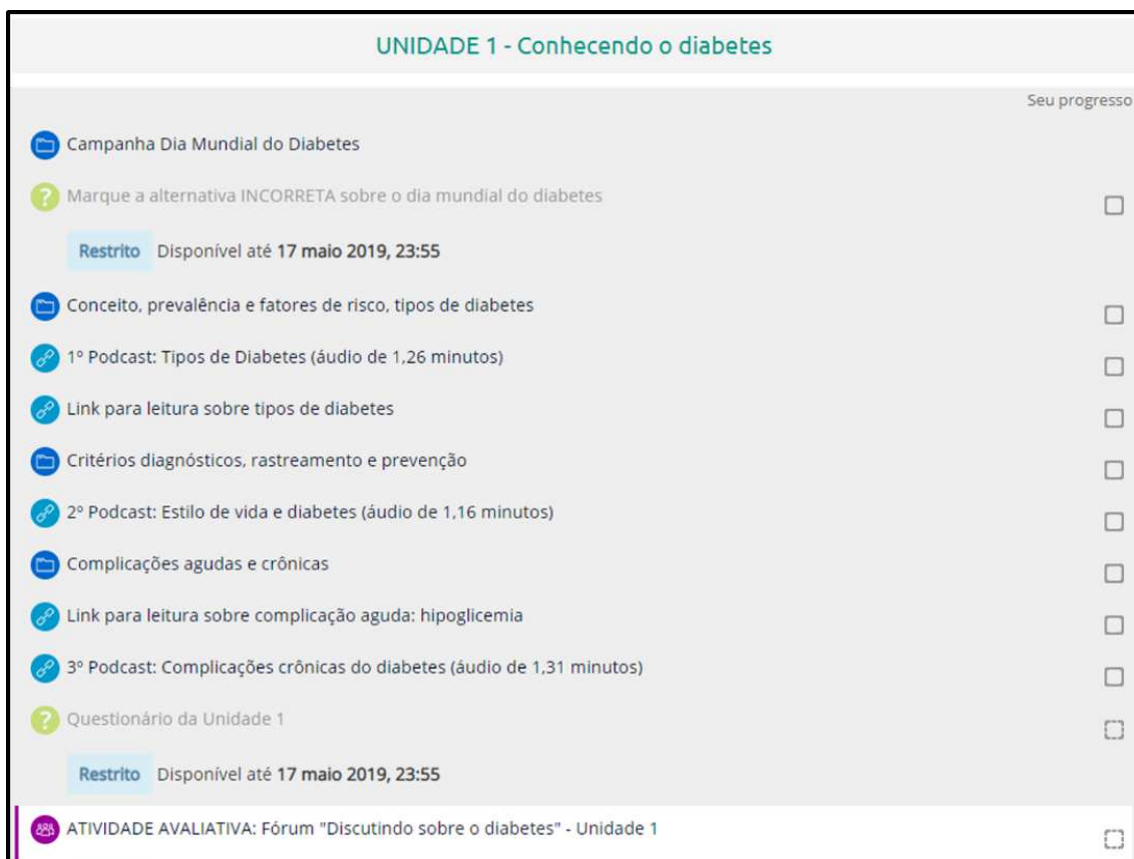 UNIDADE 1 - Conhecendo o diabetes
Seu progresso
Campanha Dia Mundial do Diabetes
Marque a alternativa INCORRETA sobre o dia mundial do diabetes
Restrito Disponível até 17 maio 2019, 23:55
Conceito, prevalência e fatores de risco, tipos de diabetes
1º Podcast: Tipos de Diabetes (áudio de 1,26 minutos)
Link para leitura sobre tipos de diabetes
Critérios diagnósticos, rastreamento e prevenção
2º Podcast: Estilo de vida e diabetes (áudio de 1,16 minutos)
Complicações agudas e crônicas
Link para leitura sobre complicação aguda: hipoglicemia
3º Podcast: Complicações crônicas do diabetes (áudio de 1,31 minutos)
Questionário da Unidade 1
Restrito Disponível até 17 maio 2019, 23:55
ATIVIDADE AVALIATIVA: Fórum "Discutindo sobre o diabetes" - Unidade 1